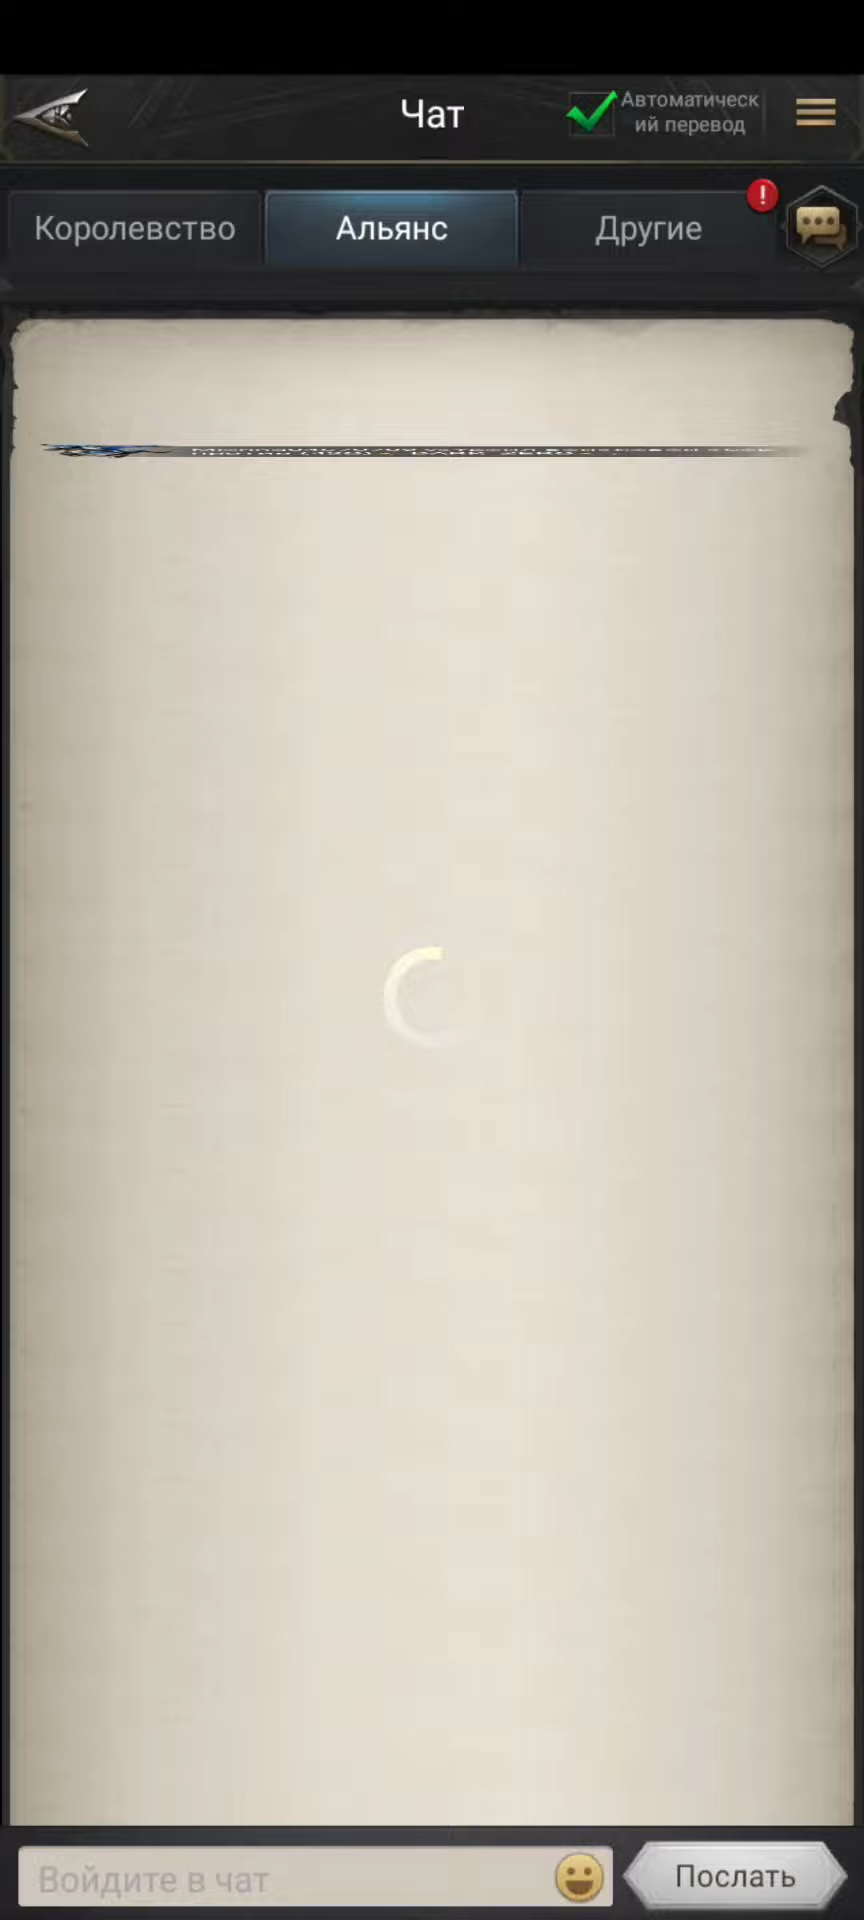 Чат
Автоматическ
ий перевод
Королевство
Альянс
Другие
!
Войдите в чат
Послать